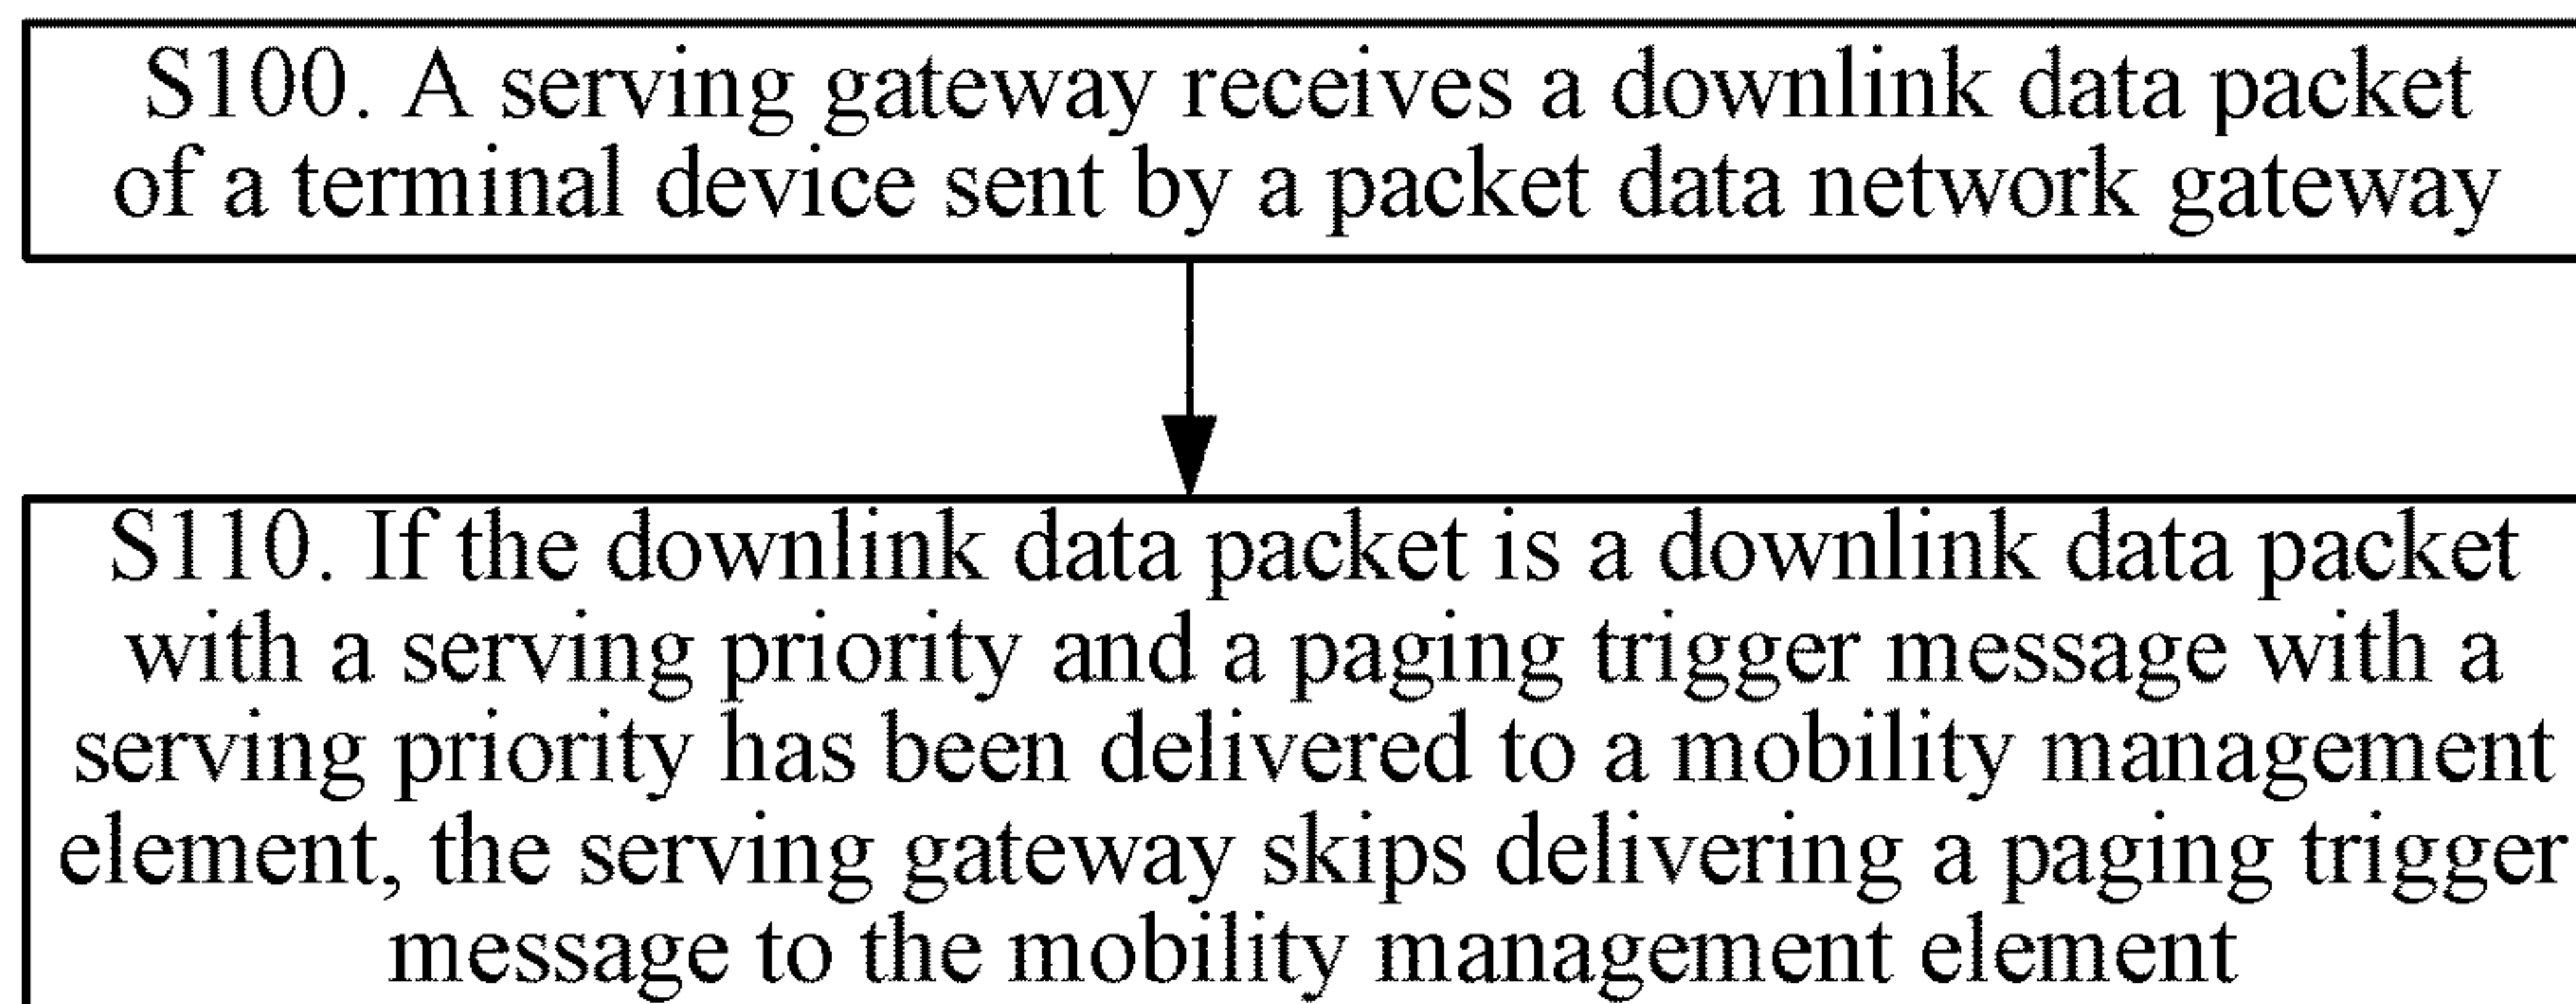 S100. A serving gateway receives a downlink data packet
of a terminal device sent by a packet data network gateway
S110. If the downlink data packet is a downlink data packet
with a serving priority and a paging trigger message with a
serving priority has been delivered to a mobility management
element, the serving gateway skips delivering a paging trigger
message to the mobility management element